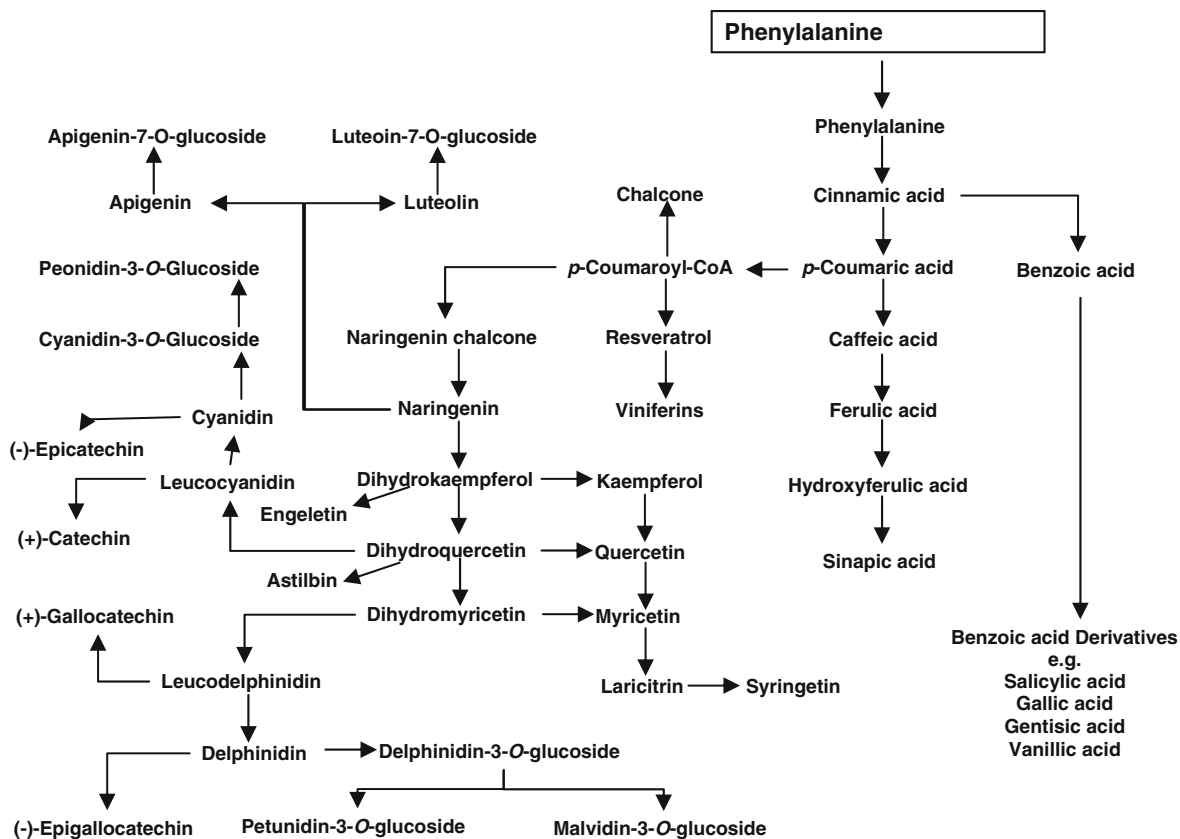 Phenylalanine
Phenylalanine
Apigenin-7-O-glucoside
Luteoin-7-O-glucoside
Chalcone
Cinnamic acid
Apigenin
Luteolin
Peonidin-3-O-Glucoside
p-Coumaroyl-CoA
p-Coumaric acid
Benzoic acid
Cyanidin-3-O-Glucoside
Naringenin chalcone
Resveratrol
Caffeic acid
Cyanidin
Naringenin
Viniferins
Ferulic acid
(-)-Epicatechin
Leucocyanidin
Dihydrokaempferol
Kaempferol
Hydroxyferulic acid
Engeletin
(+)-Catechin
Dihydroquercetin
Quercetin
Sinapic acid
Astilbin
(+)-Gallocatechin
Dihydromyricetin
Myricetin
Benzoic acid Derivatives
e.g.
Salicylic acid
Gallic acid
Gentisic acid
Vanillic acid
Leucodelphinidin
Laricitrin
Syringetin
Delphinidin
Delphinidin-3-O-glucoside
(-)-Epigallocatechin
Petunidin-3-O-glucoside
Malvidin-3-O-glucoside